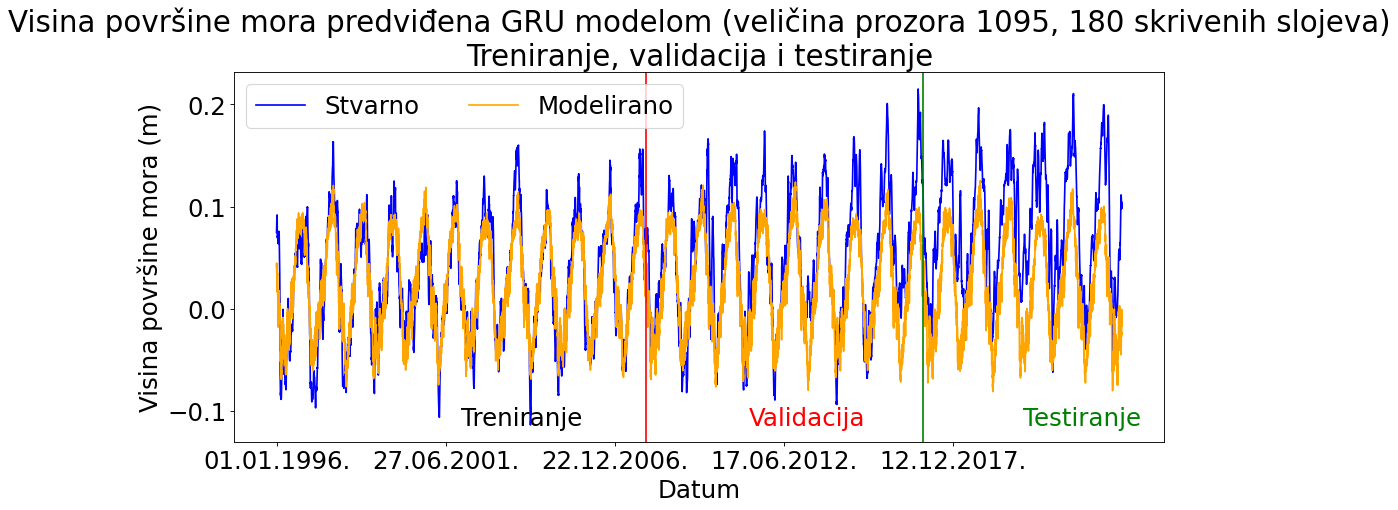 Visina površine mora predviđena GRU modelom (veličina prozora 1095, 180 skrivenih slojeva)
Treniranje, validacija i testiranje
Stvarno
Modelirano
Visina površine mora (m)
0.2
0.1
0.0
−0.1
Treniranje
Validacija
Testiranje
01.01.1996.
27.06.2001.
22.12.2006.
17.06.2012.
12.12.2017.
Datum